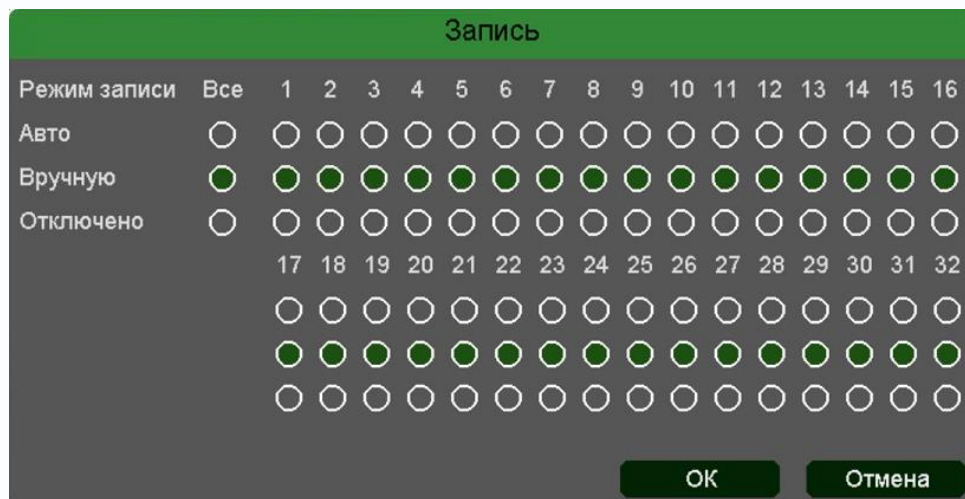 Запись
Режим записи Все 1 2 3 4 5 6 7 8 9 10 11 12 13 14 15 16
Авто
Вручную
Отключено
17 18 19 20 21 22 23 24 25 26 27 28 29 30 31 32
ОК Отмена